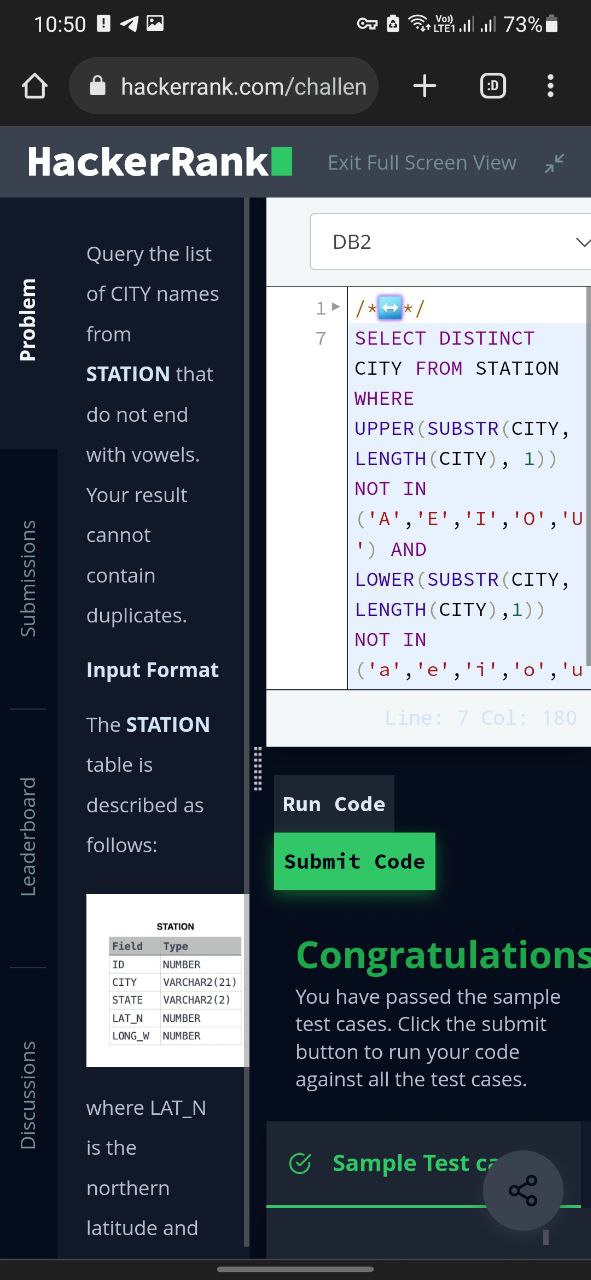 10:50 Vo)) LTE1 73%
hackerrank.com/challen
:D
HackerRank
Exit Full Screen View
Problem
Submissions
Leaderboard
Discussions
Query the list
of CITY names
from
STATION that
do not end
with vowels.
Your result
cannot
contain
duplicates.
Input Format
The STATION
table is
described as
follows:
STATION
Field Type
ID NUMBER
CITY VARCHAR2(21)
STATE VARCHAR2(2)
LAT_N NUMBER
LONG_W NUMBER
where LAT_N
is the
northern
latitude and
DB2
1 /*↔*/
7 SELECT DISTINCT
CITY FROM STATION
WHERE
UPPER(SUBSTR(CITY,
LENGTH(CITY), 1))
NOT IN
('A','E','I','O','U
') AND
LOWER(SUBSTR(CITY,
LENGTH(CITY),1))
NOT IN
('a','e','i','o','u
Line: 7 Col: 180
Run Code
Submit Code
Congratulations
You have passed the sample
test cases. Click the submit
button to run your code
against all the test cases.
Sample Test ca